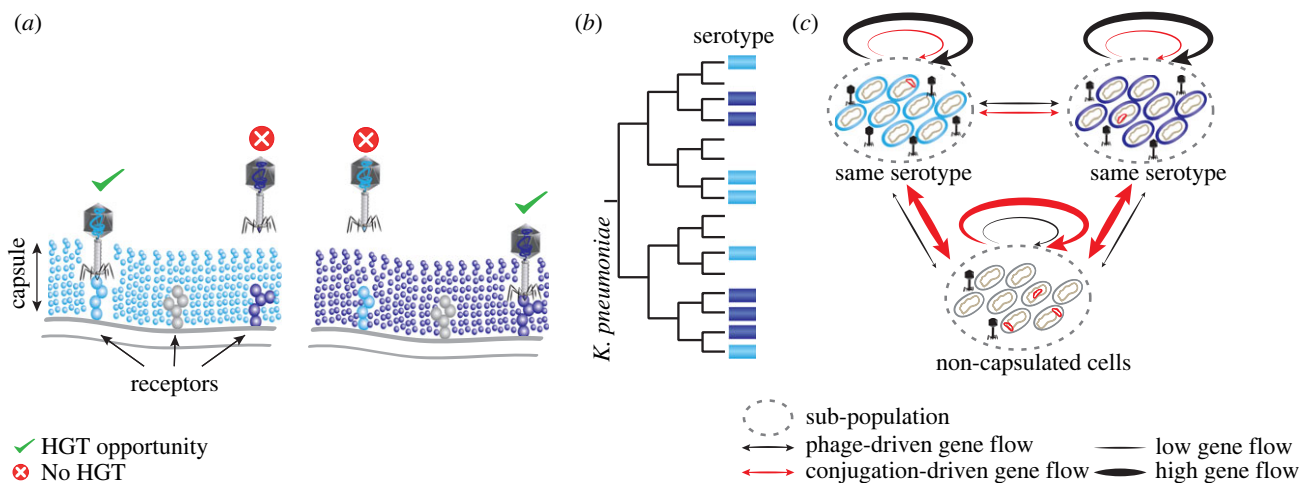 (a)
capsule
receptors
HGT opportunity
No HGT
(b)
serotype
K. pneumoniae
(c)
same serotype
same serotype
non-capsulated cells
sub-population
phage-driven gene flow
conjugation-driven gene flow
low gene flow
high gene flow